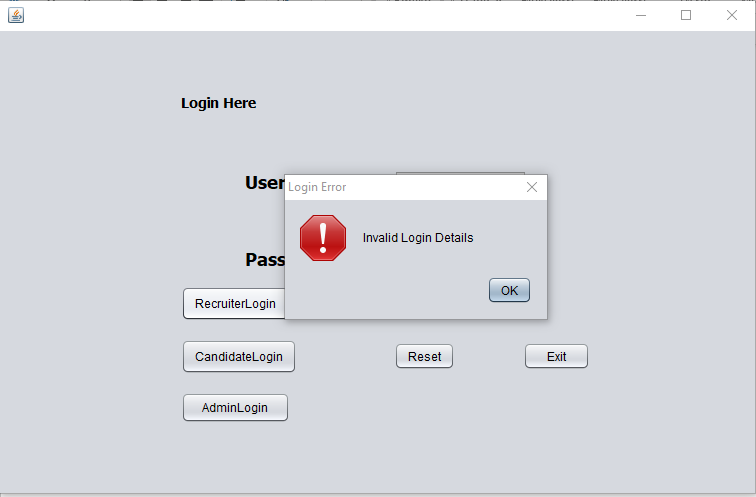 Login Here
User
Login Error
Invalid Login Details
OK
Pass
RecruiterLogin
CandidateLogin
Reset
Exit
AdminLogin